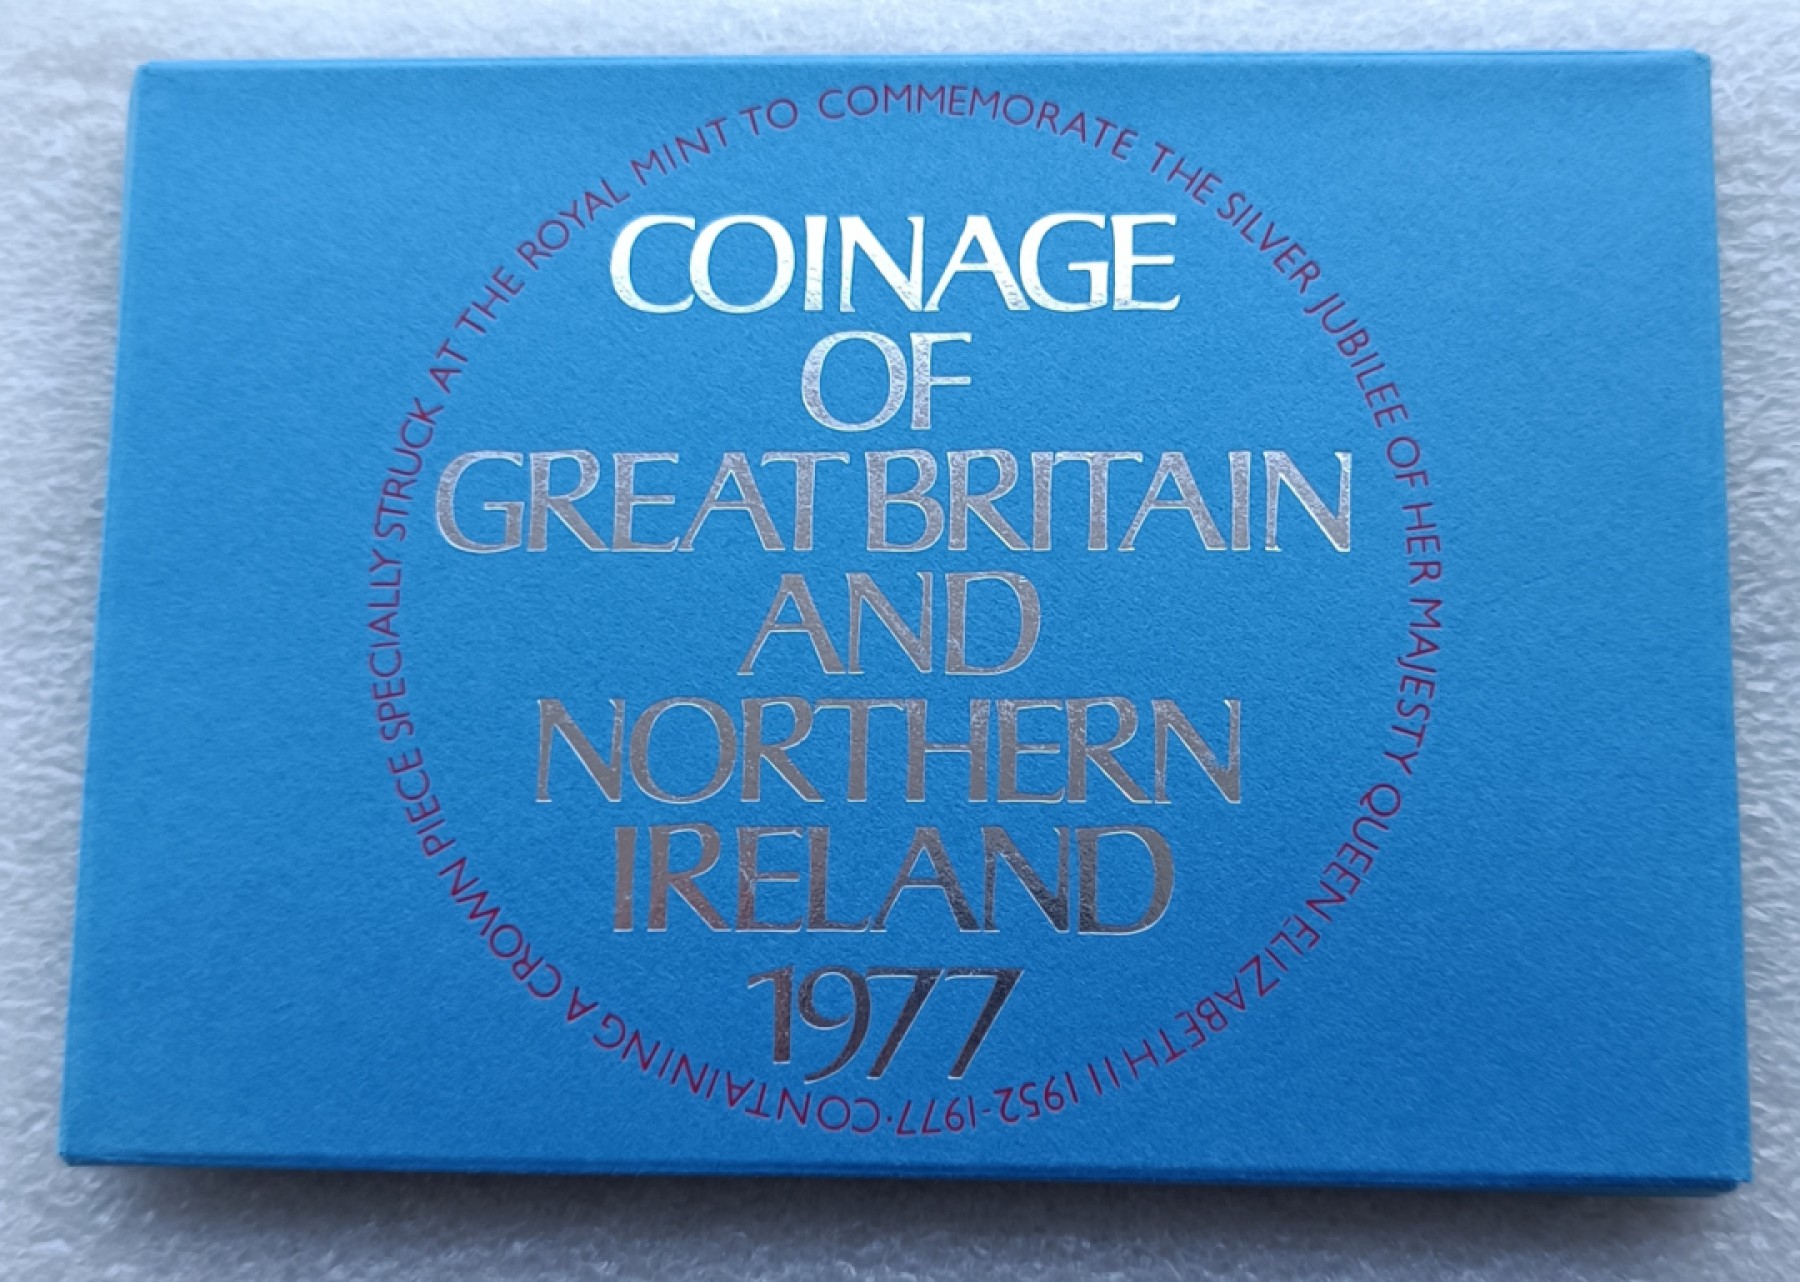 COINAGE
OF
GREAT BRITAIN
AND
NORTHERN
IRELAND
1977
CONTAINING A CROWN PIECE SPECIALLY STRUCK AT THE ROYAL MINT TO COMMEMORATE THE SILVER JUBILEE OF HER MAJESTY QUEEN ELIZABETH II 1952-1977·